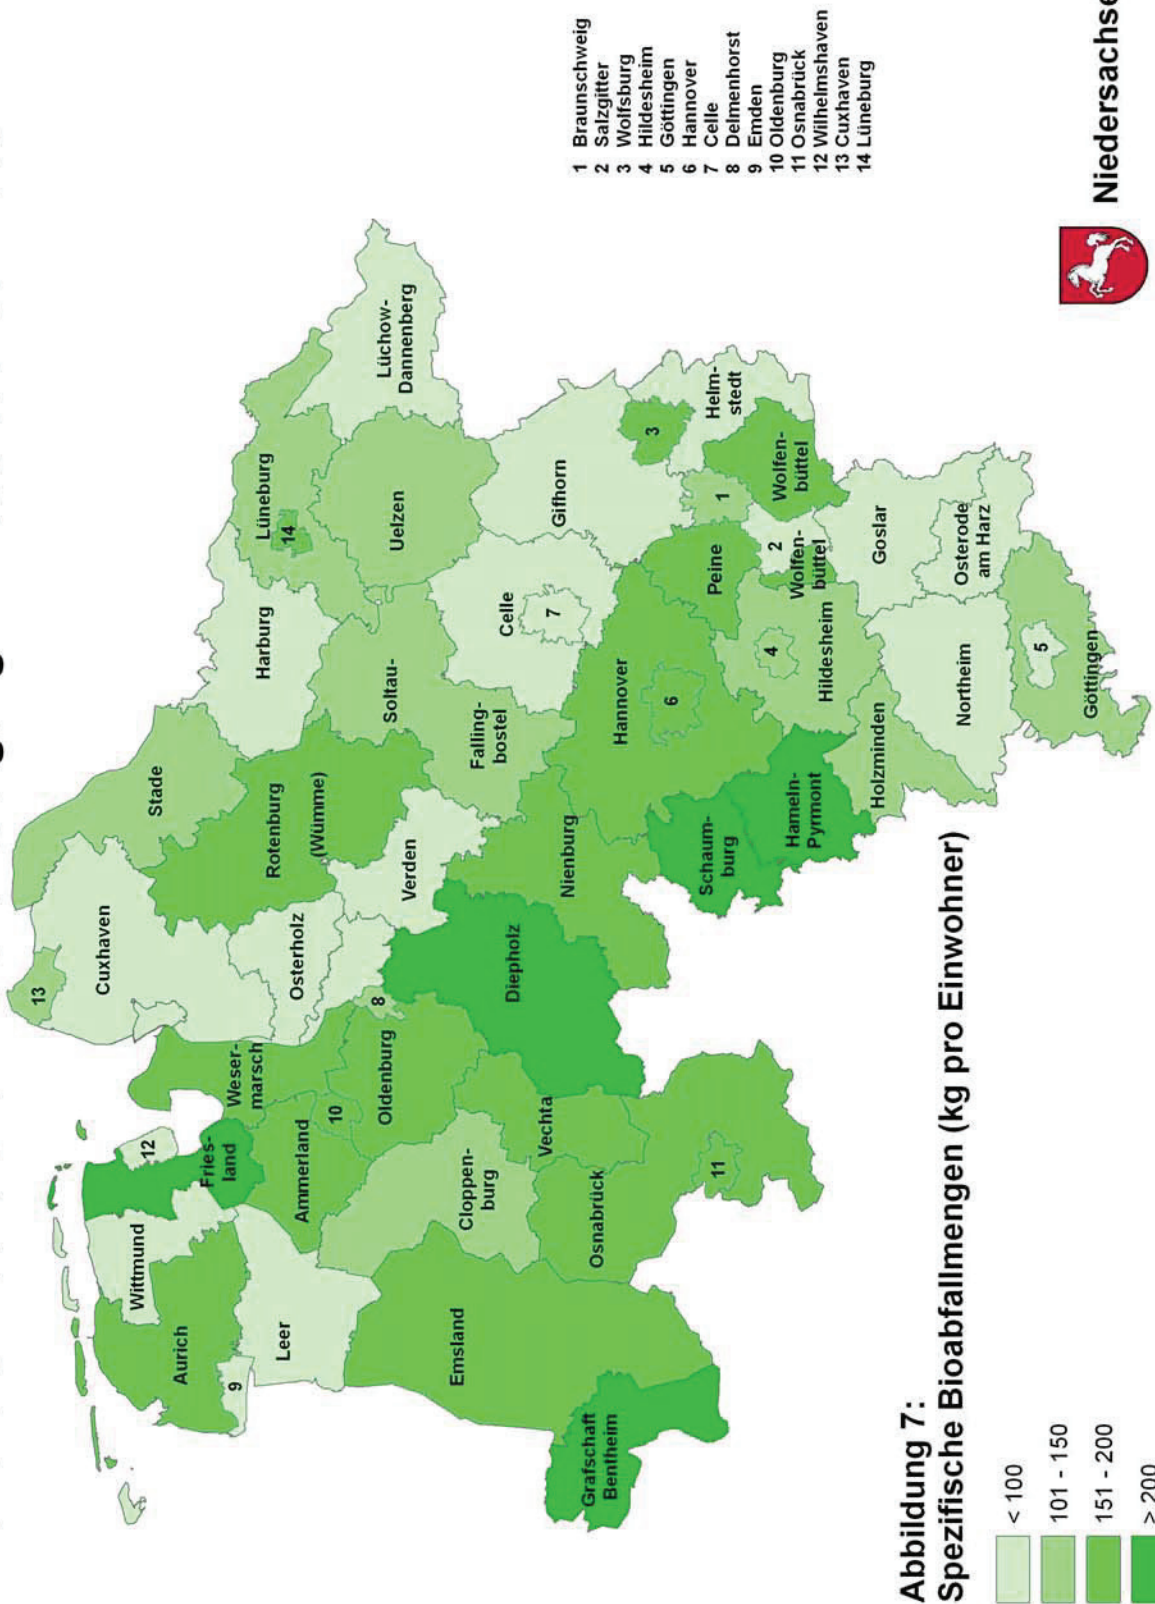 13
Cuxhaven
Stade
12
Wittmund
Aurich
9
Fries-
land
Weser-
marsch
Osterholz
Rotenburg
(Wümme)
Harburg
Lüneburg
14
Lüchow-
Dannenberg
Leer
Ammerland
10
8
Oldenburg
Verden
Soltau-
Falling-
bostel
Uelzen
Emsland
Cloppen-
burg
Vechta
Diepholz
Nienburg
Celle
7
Gifhorn
Grafschaft
Bentheim
Osnabrück
11
Hannover
6
Schaum-
burg
Hameln-
Pyrmont
Peine
3
Helm-
stedt
1
Wolfen-
büttel
2
Wolfen-
büttel
4
Hildesheim
Holzminden
Goslar
Northeim
Osterode
am Harz
5
Göttingen
1 Braunschweig
2 Salzgitter
3 Wolfsburg
4 Hildesheim
5 Göttingen
6 Hannover
7 Celle
8 Delmenhorst
9 Emden
10 Oldenburg
11 Osnabrück
12 Wilhelmshaven
13 Cuxhaven
14 Lüneburg
Abbildung 7:
Spezifische Bioabfallmengen (kg pro Einwohner)
< 100
101 - 150
151 - 200
> 200
Niedersachse